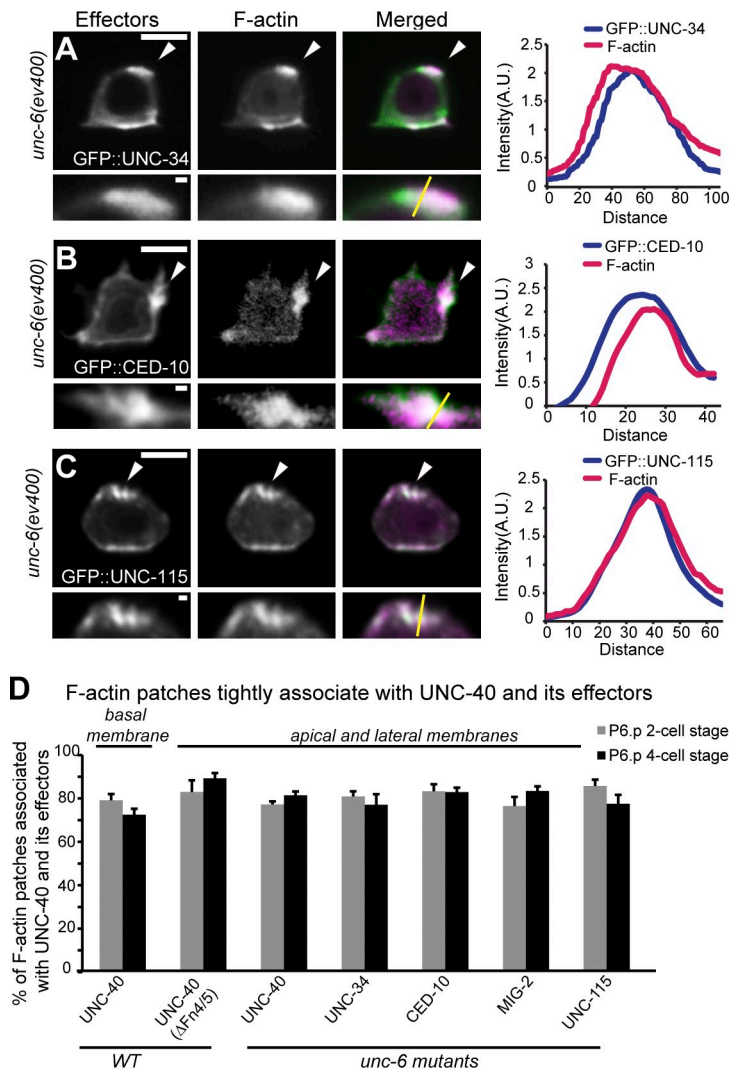 Effectors F-actin Merged
A
unc-6(ev400)
GFP::UNC-34
GFP::UNC-34
F-actin
Intensity(A.U.)
2.5
2
1.5
1
0.5
0
0 20 40 60 80 100
Distance
B
unc-6(ev400)
GFP::CED-10
GFP::CED-10
F-actin
Intensity(A.U.)
3
2.5
2
1.5
1
0.5
0
0 10 20 30 40
Distance
C
unc-6(ev400)
GFP::UNC-115
GFP::UNC-115
F-actin
Intensity(A.U.)
2.5
2
1.5
1
0.5
0
0 10 20 30 40 50 60
Distance
D F-actin patches tightly associate with UNC-40 and its effectors
basal
membrane
apical and lateral membranes
P6.p 2-cell stage
P6.p 4-cell stage
% of F-actin patches associated
with UNC-40 and its effectors
100
80
60
40
20
0
UNC-40
UNC-40
(ΔFn4/5)
UNC-40
UNC-34
CED-10
MIG-2
UNC-115
WT
unc-6 mutants